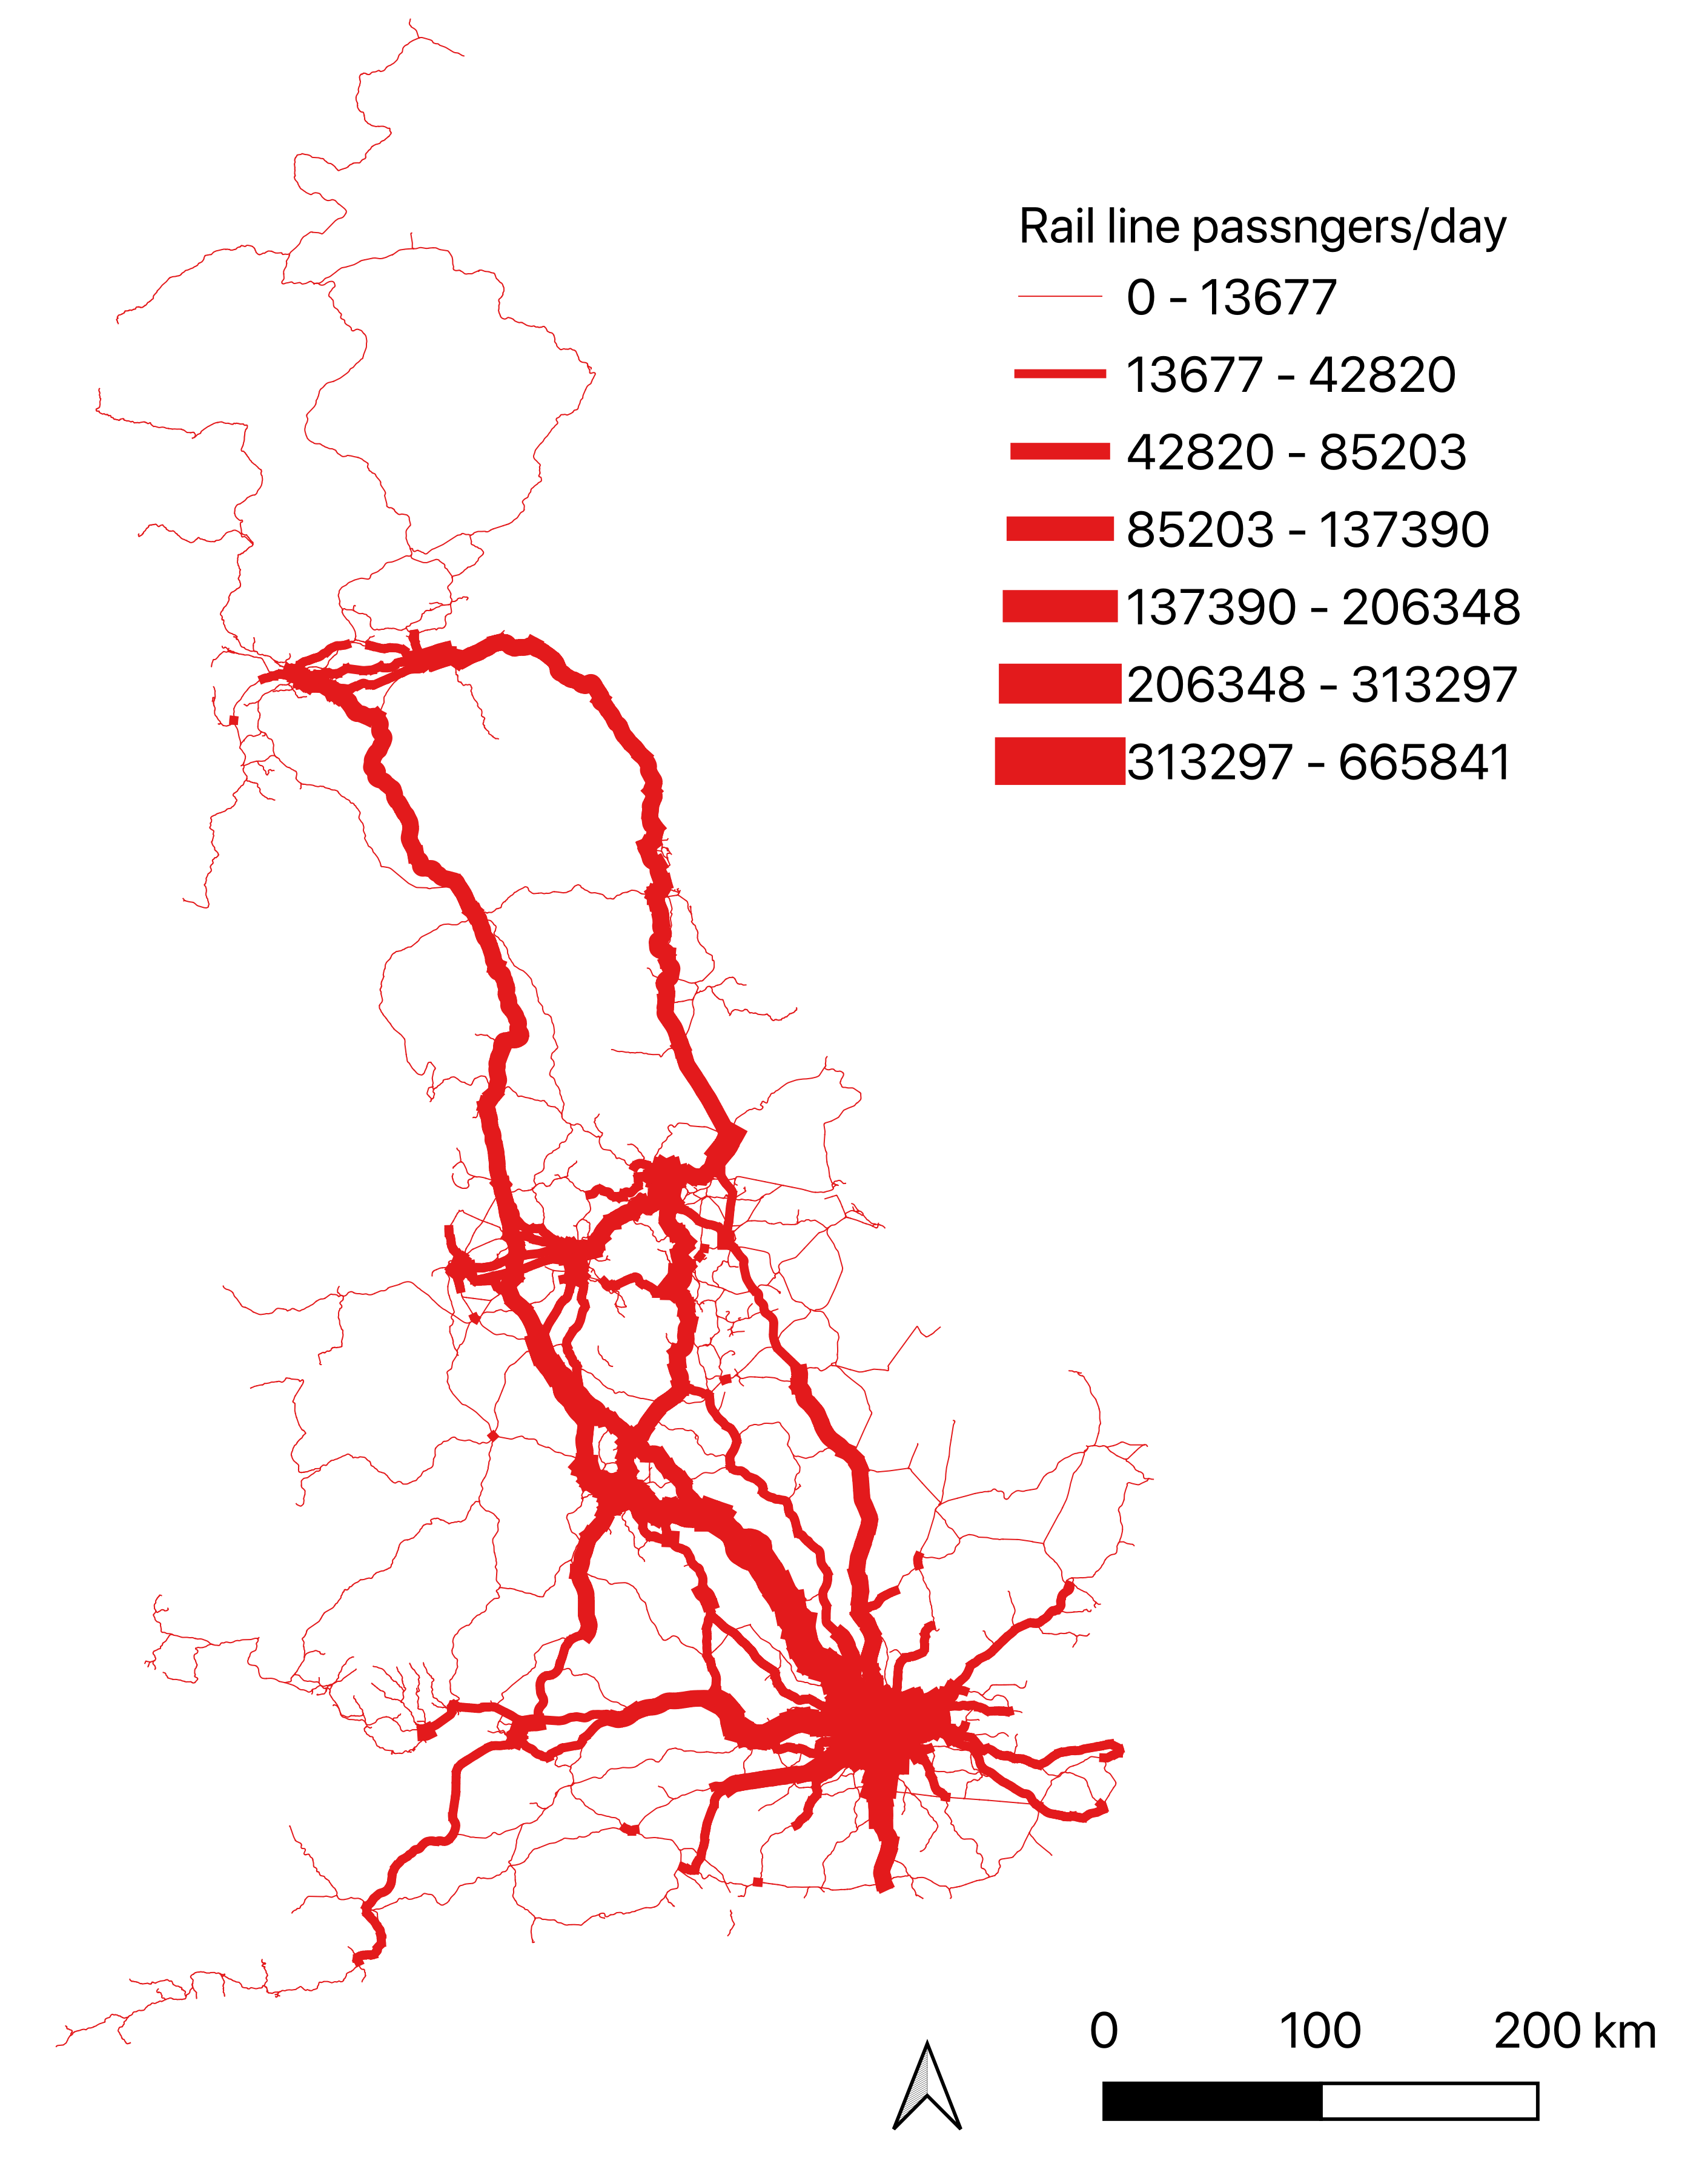 Rail line passngers/day
0 - 13677
13677 - 42820
42820 - 85203
85203 - 137390
137390 - 206348
206348 - 313297
313297 - 665841
0 100 200 km